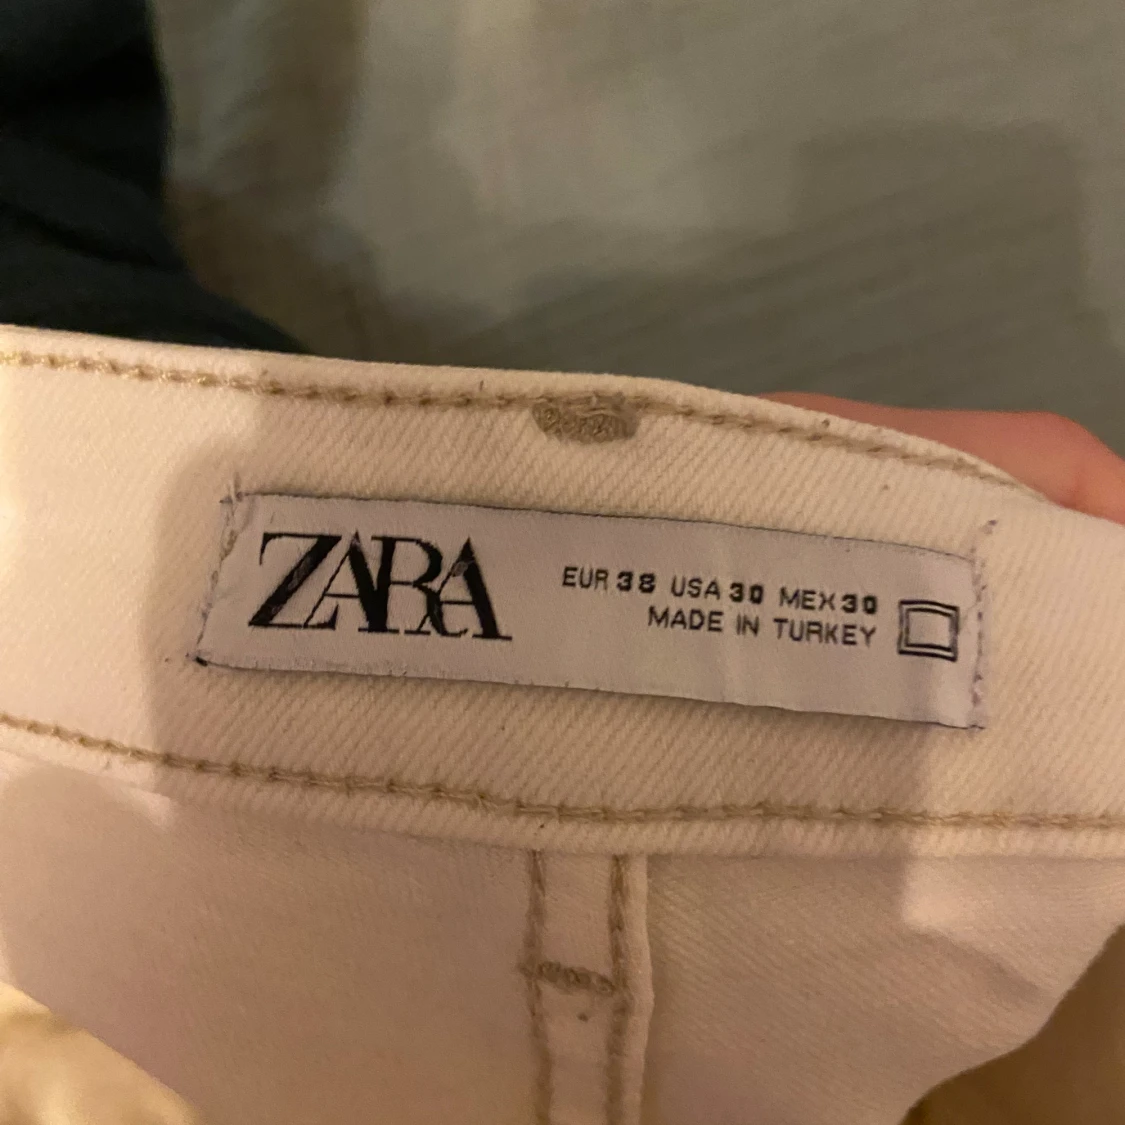 ZARA
EUR 38 USA 30 MEX 30
MADE IN TURKEY